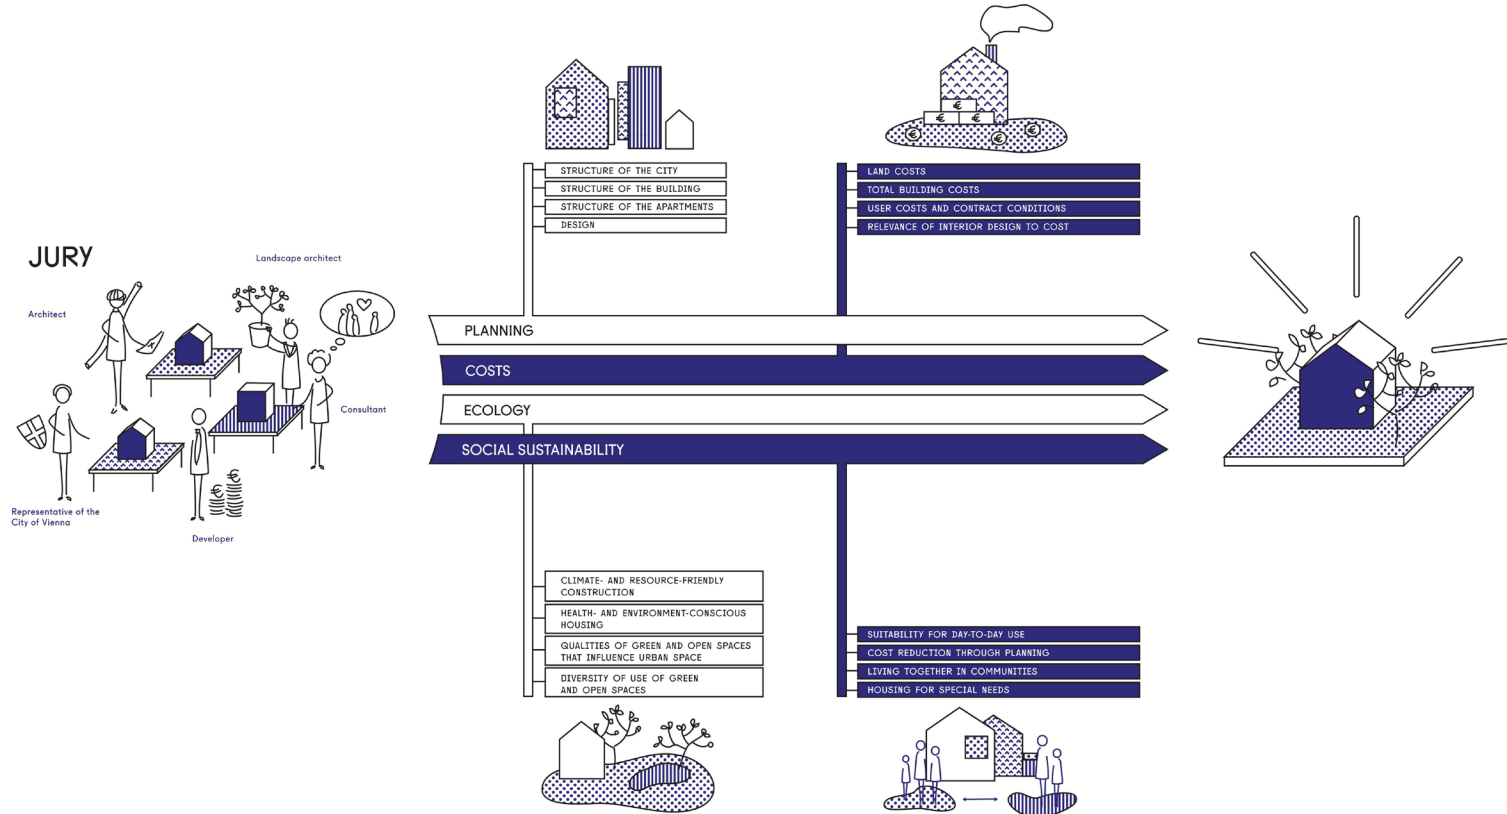 JURY
Landscape architect
Architect
Consultant
Representative of the
City of Vienna
Developer
STRUCTURE OF THE CITY
STRUCTURE OF THE BUILDING
STRUCTURE OF THE APARTMENTS
DESIGN
€
€ €
€ € €
LAND COSTS
TOTAL BUILDING COSTS
USER COSTS AND CONTRACT CONDITIONS
RELEVANCE OF INTERIOR DESIGN TO COST
PLANNING
COSTS
ECOLOGY
SOCIAL SUSTAINABILITY
€ €
CLIMATE- AND RESOURCE-FRIENDLY
CONSTRUCTION
HEALTH- AND ENVIRONMENT-CONSCIOUS
HOUSING
QUALITIES OF GREEN AND OPEN SPACES
THAT INFLUENCE URBAN SPACE
DIVERSITY OF USE OF GREEN
AND OPEN SPACES
SUITABILITY FOR DAY-TO-DAY USE
COST REDUCTION THROUGH PLANNING
LIVING TOGETHER IN COMMUNITIES
HOUSING FOR SPECIAL NEEDS